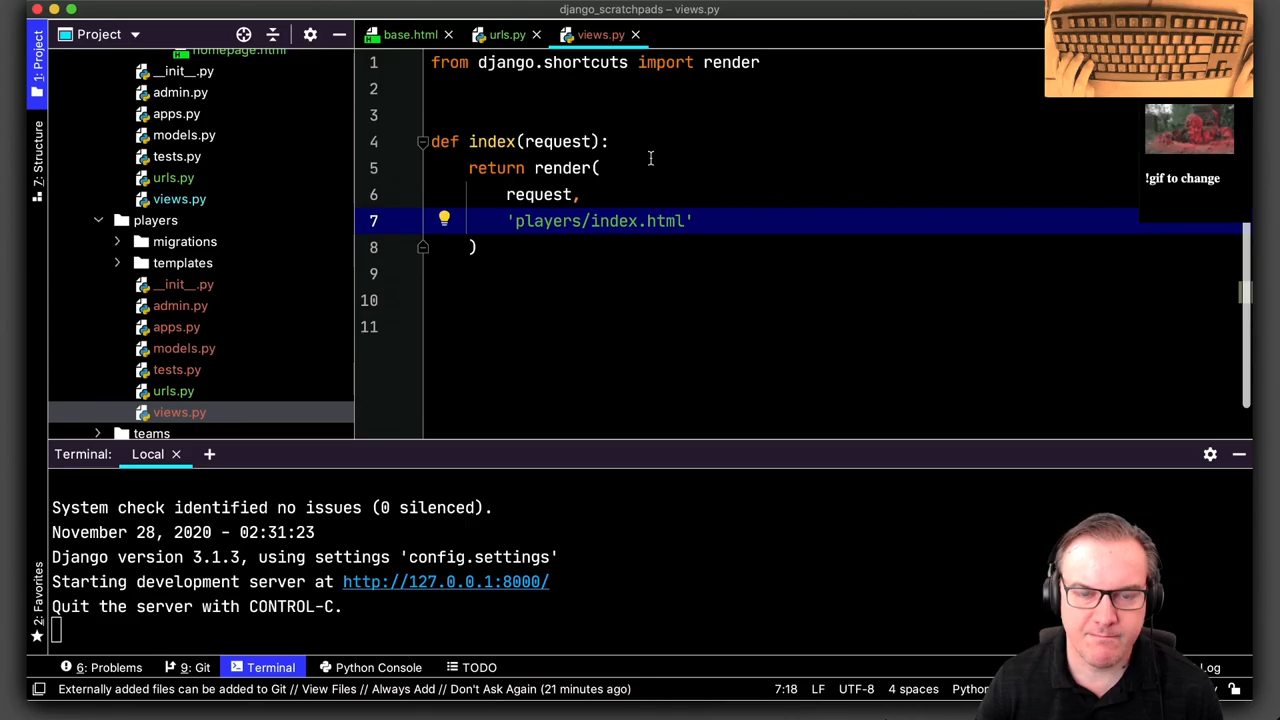 django_scratchpads – views.py
Project
base.html
urls.py
views.py
1: Project
7: Structure
2: Favorites
homepage.html
__init__.py
admin.py
apps.py
models.py
tests.py
urls.py
views.py
players
migrations
templates
__init__.py
admin.py
apps.py
models.py
tests.py
urls.py
views.py
teams
1 from django.shortcuts import render
2
3
4 def index(request):
5 return render(
6 request,
7 'players/index.html'
8 )
9
10
11
!gif to change
Terminal: Local +
System check identified no issues (0 silenced).
November 28, 2020 - 02:31:23
Django version 3.1.3, using settings 'config.settings'
Starting development server at http://127.0.0.1:8000/
Quit the server with CONTROL-C.
6: Problems 9: Git Terminal Python Console TODO Log
Externally added files can be added to Git // View Files // Always Add // Don't Ask Again (21 minutes ago) 7:18 LF UTF-8 4 spaces